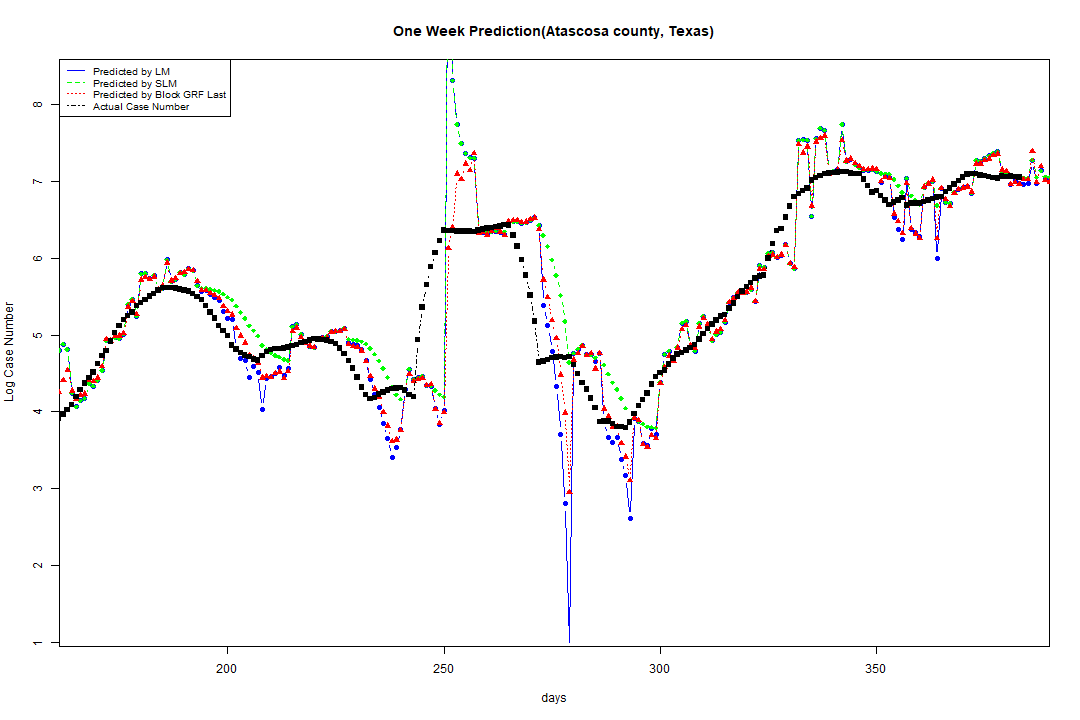 One Week Prediction(Atascosa county, Texas)
Predicted by LM
Predicted by SLM
Predicted by Block GRF Last
Actual Case Number
Log Case Number
8
7
6
5
4
3
2
1
200
250
300
350
days